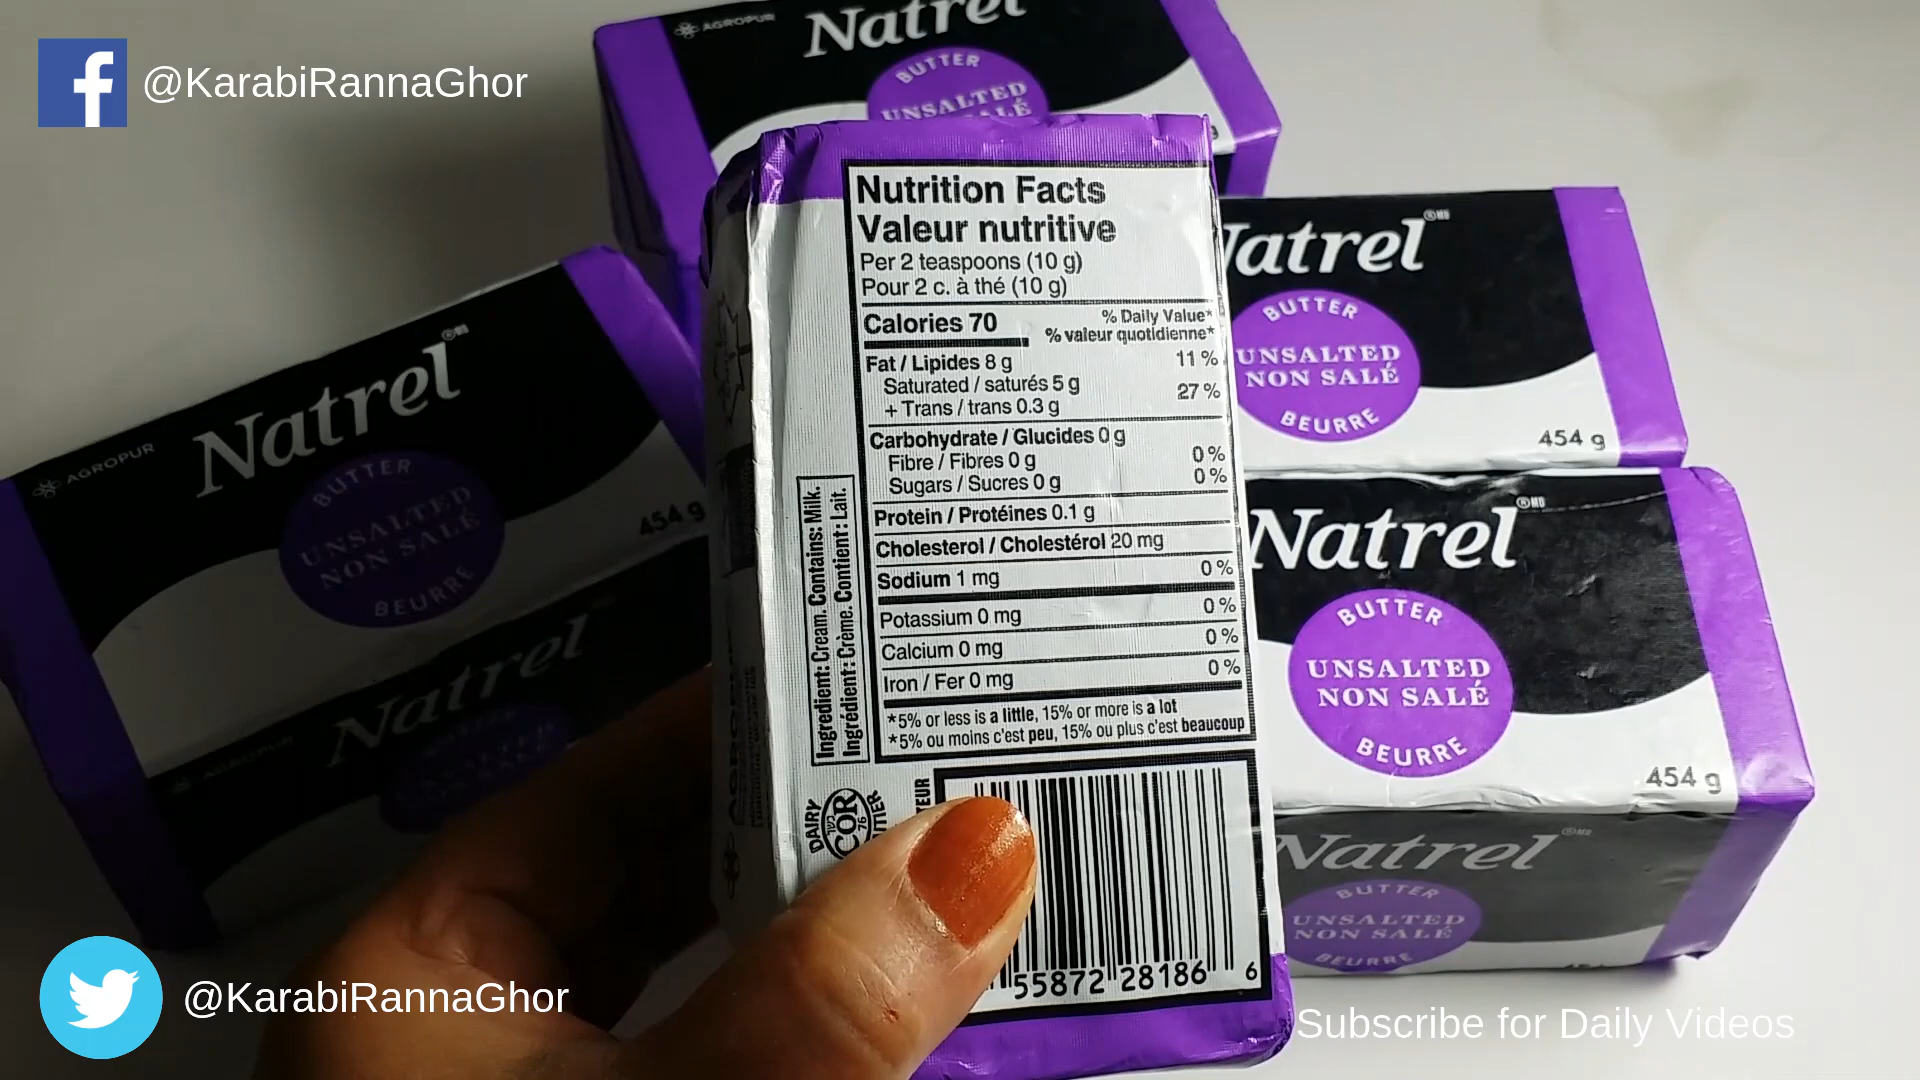 @KarabiRannaGhor
AGROPUR
Natrel
BUTTER
UNSALTED
Nutrition Facts
Valeur nutritive
Per 2 teaspoons (10 g)
Pour 2 c. à thé (10 g)
Calories 70
% Daily Value*
% valeur quotidienne*
Fat / Lipides 8 g 11 %
Saturated / saturés 5 g
+ Trans / trans 0.3 g
27 %
Carbohydrate / Glucides 0 g
Fibre / Fibres 0 g 0 %
Sugars / Sucres 0 g 0 %
Protein / Protéines 0.1 g
Cholesterol / Cholestérol 20 mg
Sodium 1 mg 0 %
Potassium 0 mg 0 %
Calcium 0 mg 0 %
Iron / Fer 0 mg 0 %
*5% or less is a little, 15% or more is a lot
*5% ou moins c'est peu, 15% ou plus c'est beaucoup
Ingredient: Cream. Contains: Milk.
Ingrédient: Crème. Contient: Lait.
DAIRY
COR
76
55872 28186 6
AGROPUR
Natrel
BUTTER
UNSALTED
NON SALÉ
BEURRE
454 g
Natrel
Natrel
BUTTER
UNSALTED
NON SALÉ
BEURRE
454 g
Natrel
BUTTER
UNSALTED
NON SALÉ
BEURRE
454 g
Natrel
BUTTER
UNSALTED
NON SALÉ
BEURRE
@KarabiRannaGhor
Subscribe for Daily Videos